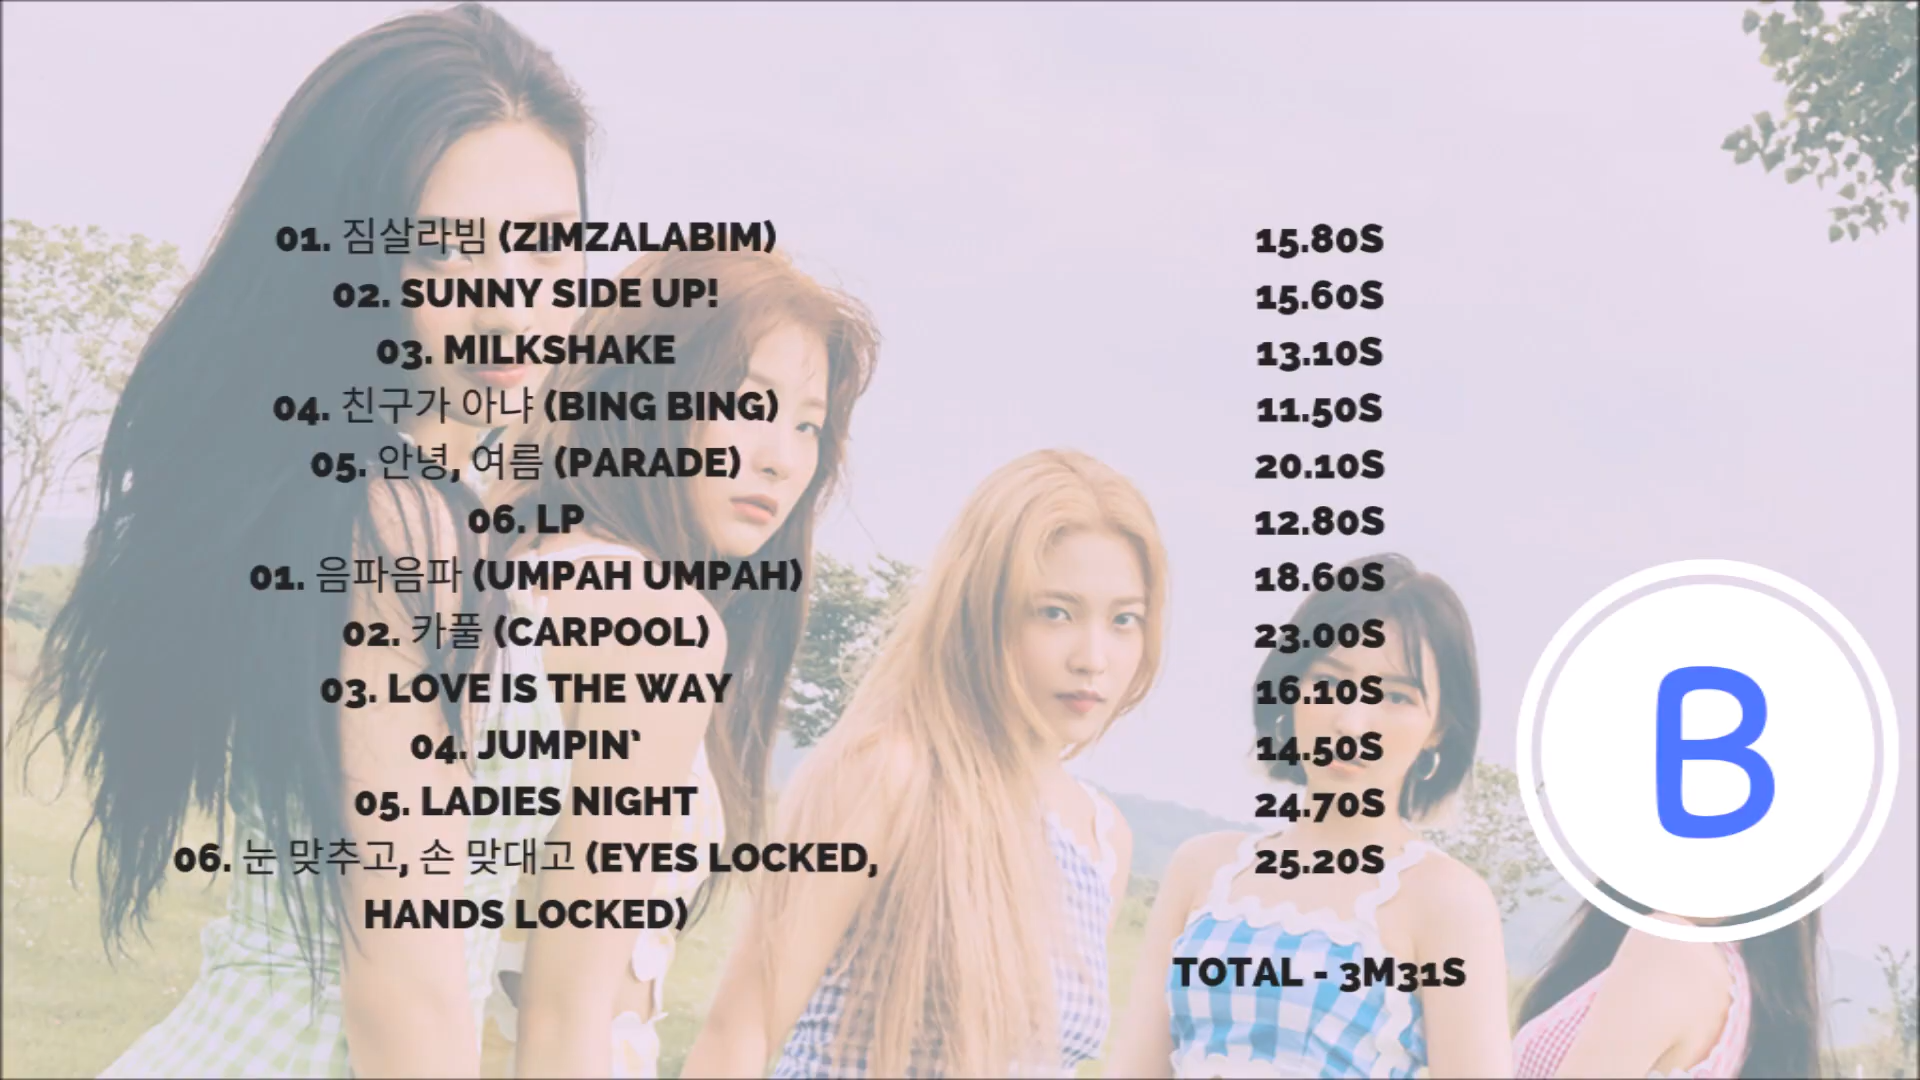 01. 짐살라빔 (ZIMZALABIM) 15.80S
02. SUNNY SIDE UP! 15.60S
03. MILKSHAKE 13.10S
04. 친구가 아냐 (BING BING) 11.50S
05. 안녕, 여름 (PARADE) 20.10S
06. LP 12.80S
01. 음파음파 (UMPAH UMPAH) 18.60S
02. 카풀 (CARPOOL) 23.00S
03. LOVE IS THE WAY 16.10S
04. JUMPIN‘ 14.50S
05. LADIES NIGHT 24.70S
06. 눈 맞추고, 손 맞대고 (EYES LOCKED, 25.20S
HANDS LOCKED)
TOTAL - 3M31S
B